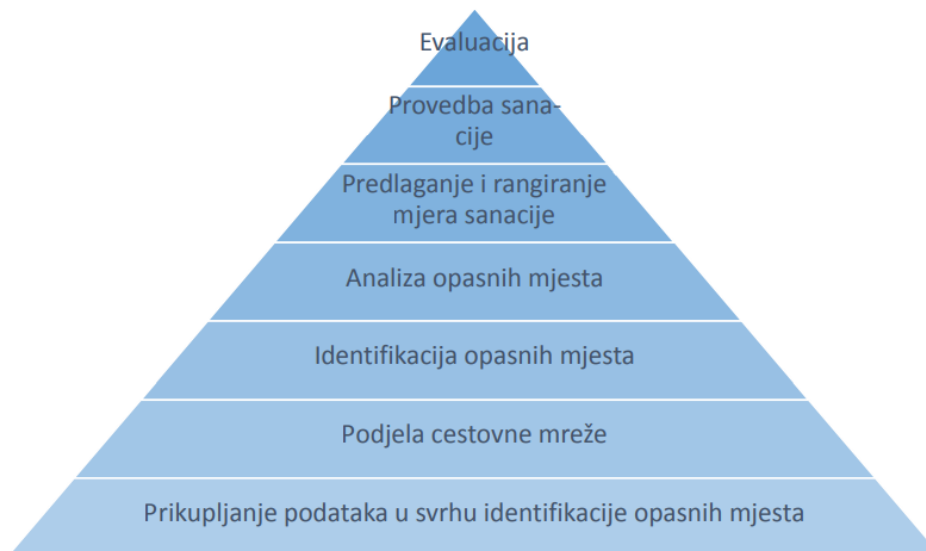 Evaluacija
Provedba sana-
cije
Predlaganje i rangiranje
mjera sanacije
Analiza opasnih mjesta
Identifikacija opasnih mjesta
Podjela cestovne mreže
Prikupljanje podataka u svrhu identifikacije opasnih mjesta